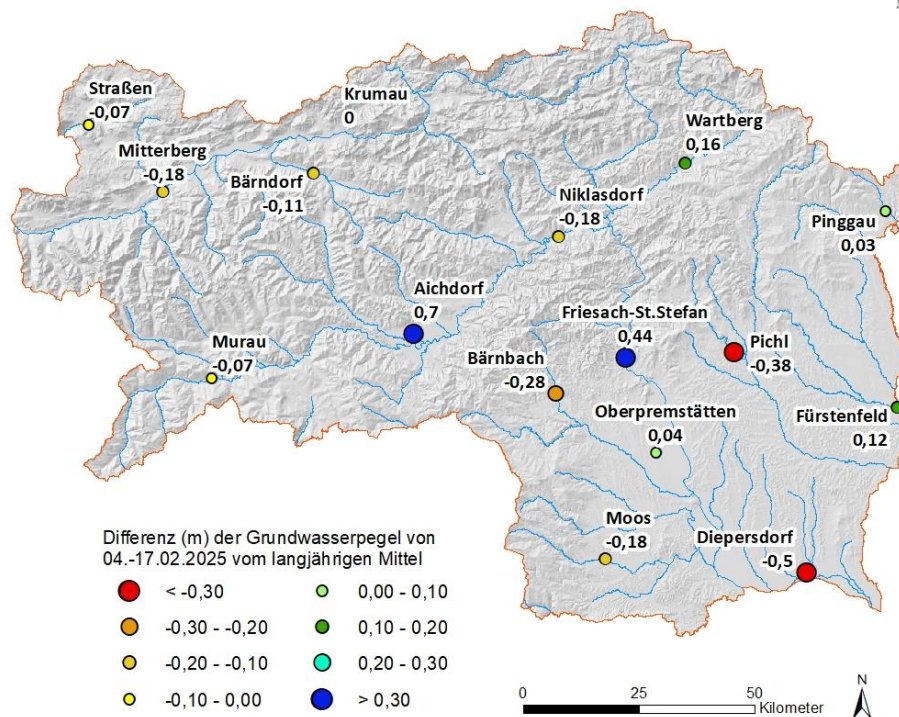 Straßen
-0,07
Krumau
0
Wartberg
0,16
Mitterberg
-0,18
Bärndorf
-0,11
Niklasdorf
-0,18
Pinggau
0,03
Aichdorf
0,7
Friesach-St.Stefan
0,44
Murau
-0,07
Bärnbach
-0,28
Pichl
-0,38
Oberpremstätten
0,04
Fürstenfeld
0,12
Moos
-0,18
Diepersdorf
-0,5
Differenz (m) der Grundwasserpegel von
04.-17.02.2025 vom langjährigen Mittel
< -0,30
-0,30 - -0,20
-0,20 - -0,10
-0,10 - 0,00
0,00 - 0,10
0,10 - 0,20
0,20 - 0,30
> 0,30
0 25 50
Kilometer
N